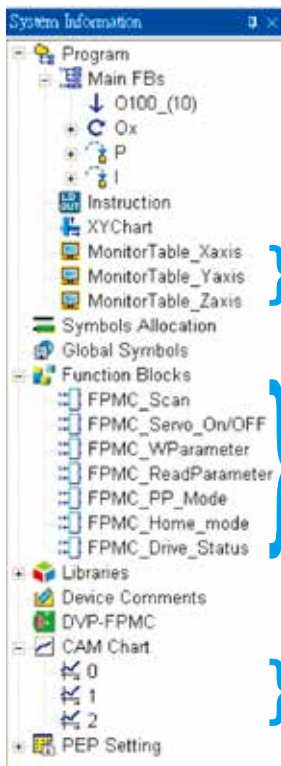 System Information
Program
Main FBs
O100_(10)
Ox
P
I
Instruction
XYChart
MonitorTable_Xaxis
MonitorTable_Yaxis
MonitorTable_Zaxis
Symbols Allocation
Global Symbols
Function Blocks
FPMC_Scan
FPMC_Servo_On/OFF
FPMC_WParameter
FPMC_ReadParameter
FPMC_PP_Mode
FPMC_Home_mode
FPMC_Drive_Status
Libraries
Device Comments
DVP-FPMC
CAM Chart
0
1
2
PEP Setting